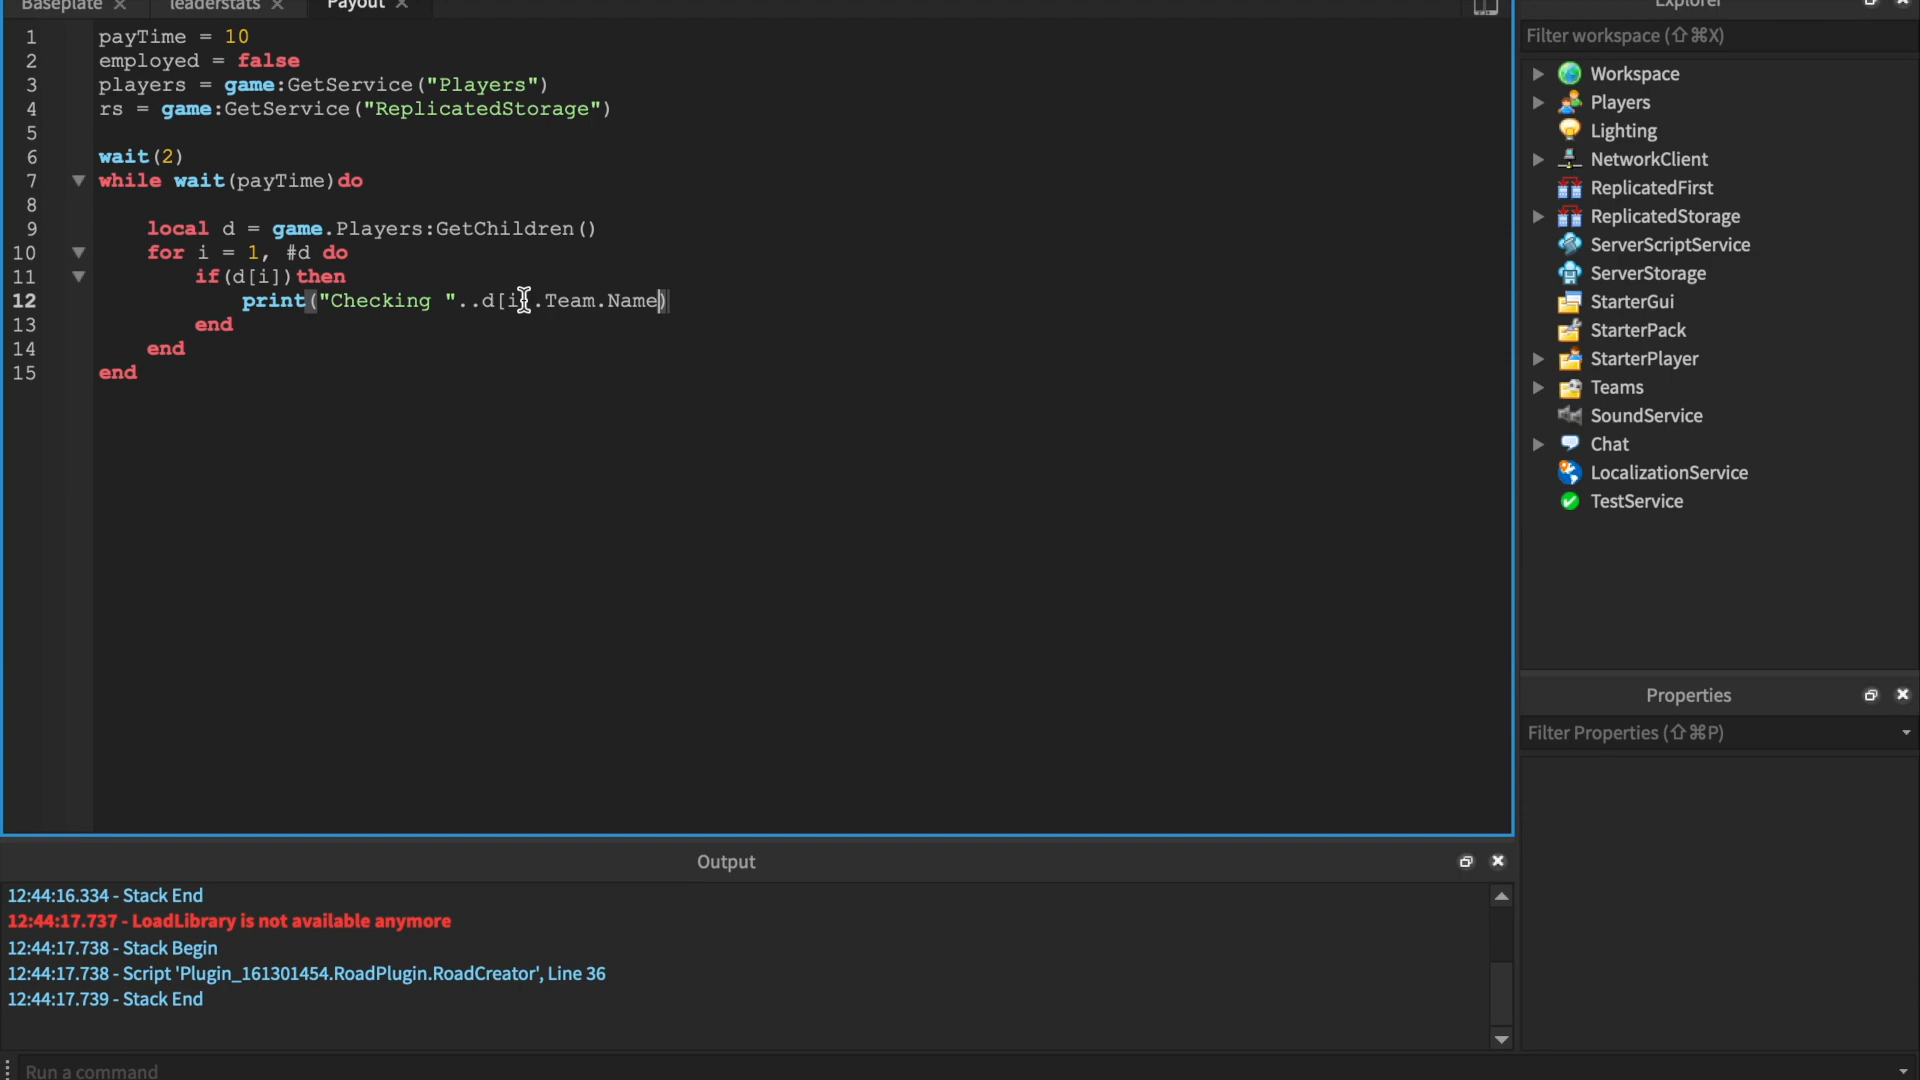 Baseplate
leaderstats
Payout
1 payTime = 10
2 employed = false
3 players = game:GetService("Players")
4 rs = game:GetService("ReplicatedStorage")
5
6 wait(2)
7 while wait(payTime)do
8
9 local d = game.Players:GetChildren()
10 for i = 1, #d do
11 if(d[i])then
12 print("Checking "..d[i].Team.Name)
13 end
14 end
15 end
Explorer
Filter workspace (⇧⌘X)
Workspace
Players
Lighting
NetworkClient
ReplicatedFirst
ReplicatedStorage
ServerScriptService
ServerStorage
StarterGui
StarterPack
StarterPlayer
Teams
SoundService
Chat
LocalizationService
TestService
Properties
Filter Properties (⇧⌘P)
Output
12:44:16.334 - Stack End
12:44:17.737 - LoadLibrary is not available anymore
12:44:17.738 - Stack Begin
12:44:17.738 - Script 'Plugin_161301454.RoadPlugin.RoadCreator', Line 36
12:44:17.739 - Stack End
Run a command